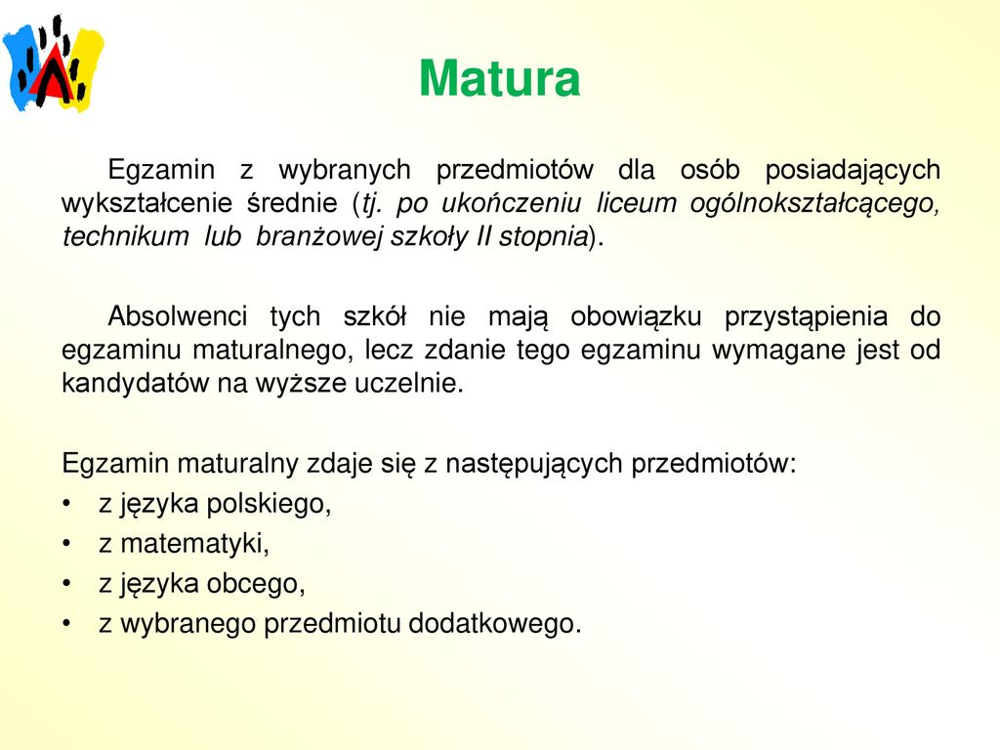 Matura
Egzamin z wybranych przedmiotów dla osób posiadających
wykształcenie średnie (tj. po ukończeniu liceum ogólnokształcącego,
technikum lub branżowej szkoły II stopnia).
Absolwenci tych szkół nie mają obowiązku przystąpienia do
egzaminu maturalnego, lecz zdanie tego egzaminu wymagane jest od
kandydatów na wyższe uczelnie.
Egzamin maturalny zdaje się z następujących przedmiotów:
• z języka polskiego,
• z matematyki,
• z języka obcego,
• z wybranego przedmiotu dodatkowego.